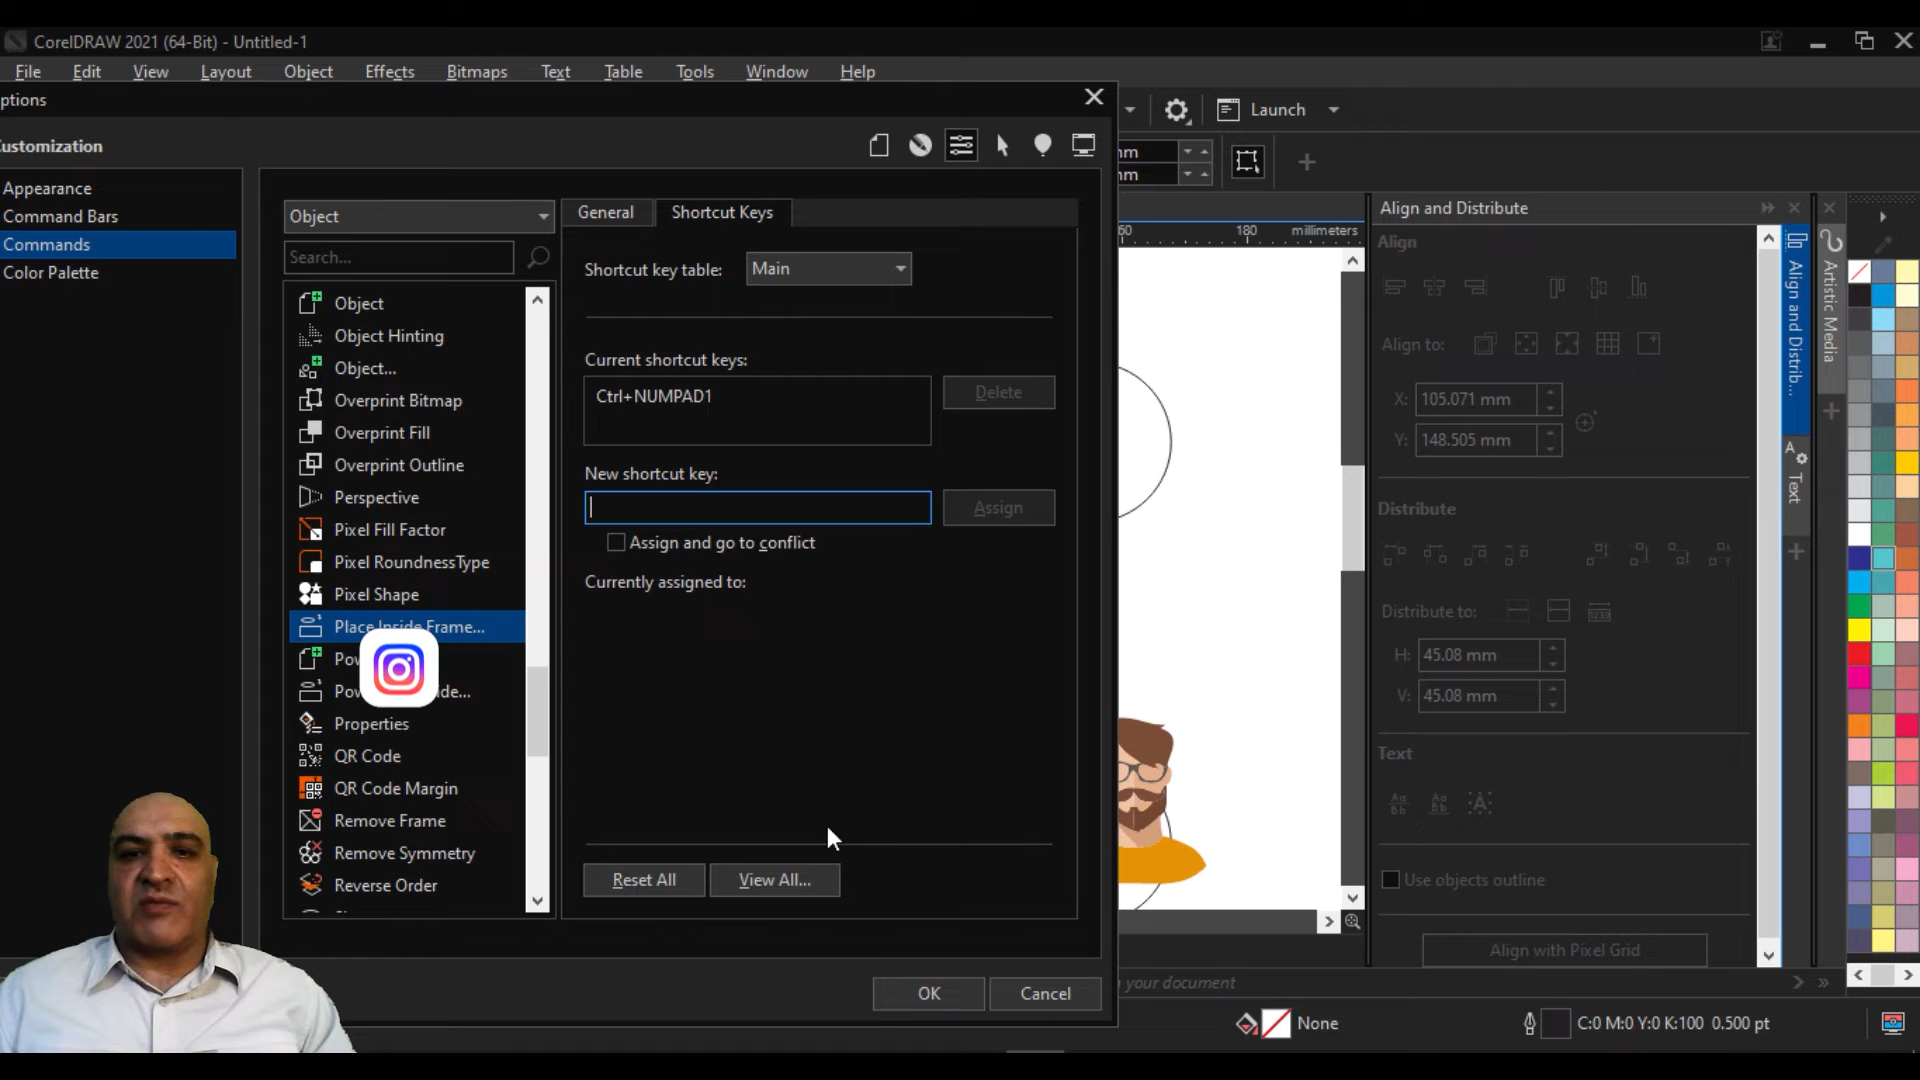 CorelDRAW 2021 (64-Bit) - Untitled-1
File Edit View Layout Object Effects Bitmaps Text Table Tools Window Help
ptions
ustomization
Appearance
Command Bars
Commands
Color Palette
Object
Search...
Object
Object Hinting
Object...
Overprint Bitmap
Overprint Fill
Overprint Outline
Perspective
Pixel Fill Factor
Pixel RoundnessType
Pixel Shape
Place Inside Frame...
Pow
Pow ide...
Properties
QR Code
QR Code Margin
Remove Frame
Remove Symmetry
Reverse Order
General Shortcut Keys
Shortcut key table: Main
Current shortcut keys:
Ctrl+NUMPAD1
Delete
New shortcut key:
Assign
Assign and go to conflict
Currently assigned to:
Reset All View All...
OK Cancel
Launch
mm
mm
180 millimeters
Align and Distribute
Align
Align to:
X: 105.071 mm
Y: 148.505 mm
Distribute
Distribute to:
H: 45.08 mm
V: 45.08 mm
Text
Use objects outline
Align with Pixel Grid
Align and Distrib...
Text
Artistic Media
your document
None
C:0 M:0 Y:0 K:100 0.500 pt